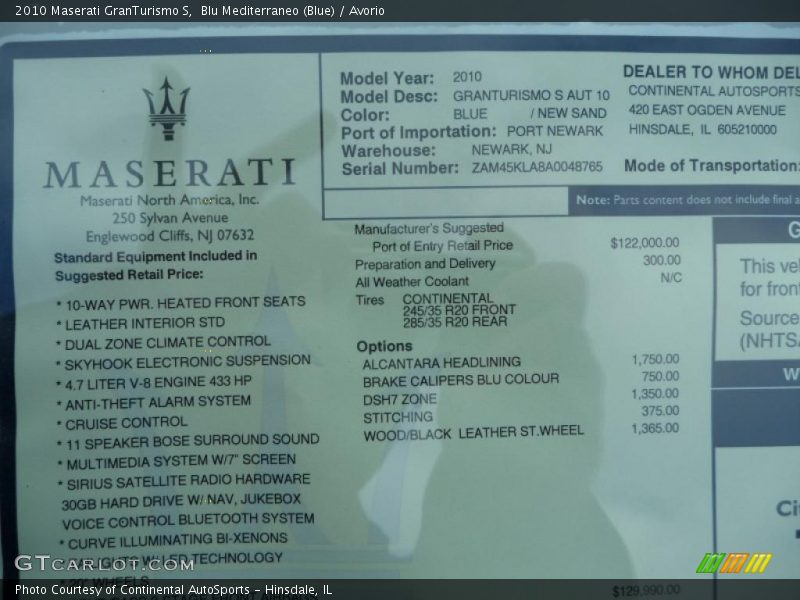 2010 Maserati GranTurismo S, Blu Mediterraneo (Blue) / Avorio
MASERATI
Maserati North America, Inc.
250 Sylvan Avenue
Englewood Cliffs, NJ 07632
Standard Equipment Included in
Suggested Retail Price:
* 10-WAY PWR. HEATED FRONT SEATS
* LEATHER INTERIOR STD
* DUAL ZONE CLIMATE CONTROL
* SKYHOOK ELECTRONIC SUSPENSION
* 4.7 LITER V-8 ENGINE 433 HP
* ANTI-THEFT ALARM SYSTEM
* CRUISE CONTROL
* 11 SPEAKER BOSE SURROUND SOUND
* MULTIMEDIA SYSTEM W/7" SCREEN
* SIRIUS SATELLITE RADIO HARDWARE
30GB HARD DRIVE W/NAV, JUKEBOX
VOICE CONTROL BLUETOOTH SYSTEM
* CURVE ILLUMINATING BI-XENONS
W/LED TECHNOLOGY
* 20" WHEELS
Model Year: 2010
Model Desc: GRANTURISMO S AUT 10
Color: BLUE / NEW SAND
Port of Importation: PORT NEWARK
Warehouse: NEWARK, NJ
Serial Number: ZAM45KLA8A0048765
DEALER TO WHOM DEL
CONTINENTAL AUTOSPORTS
420 EAST OGDEN AVENUE
HINSDALE, IL 605210000
Mode of Transportation:
Note: Parts content does not include final a
Manufacturer's Suggested
Port of Entry Retail Price $122,000.00
Preparation and Delivery 300.00
All Weather Coolant N/C
Tires CONTINENTAL
245/35 R20 FRONT
285/35 R20 REAR
Options
ALCANTARA HEADLINING 1,750.00
BRAKE CALIPERS BLU COLOUR 750.00
DSH7 ZONE 1,350.00
STITCHING 375.00
WOOD/BLACK LEATHER ST.WHEEL 1,365.00
$129,990.00
G
This veh
for front
Source
(NHTSA
W
Ci
GTCARLOT.COM
Photo Courtesy of Continental AutoSports - Hinsdale, IL